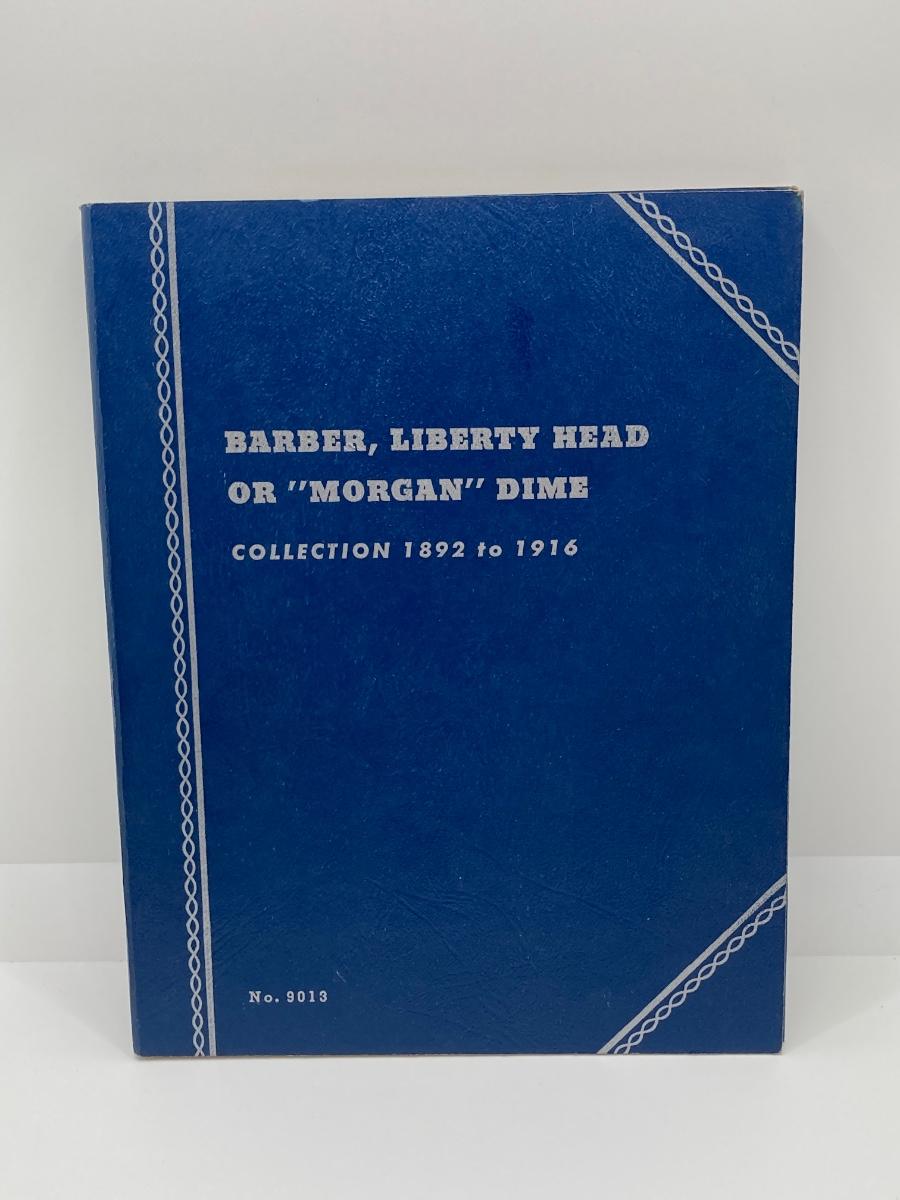 BARBER, LIBERTY HEAD
OR "MORGAN" DIME
COLLECTION 1892 to 1916
No. 9013